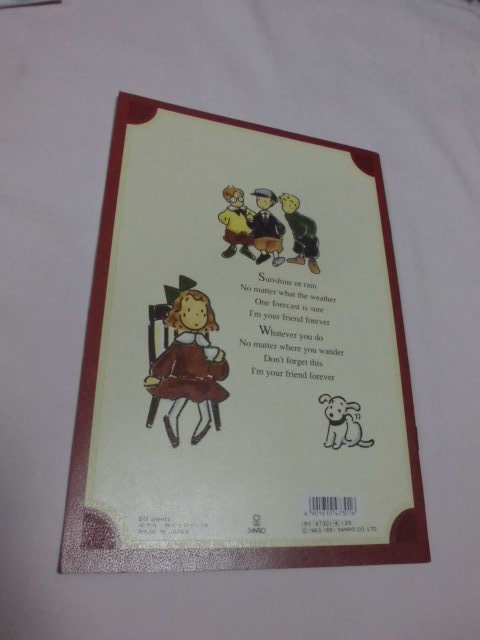 Sunshine or rain
No matter what the weather
One forecast is sure
I'm your friend forever
Whatever you do
No matter where you wander
Don't forget this
I'm your friend forever
SANRIO
MADE IN JAPAN
SANRIO CO., LTD.